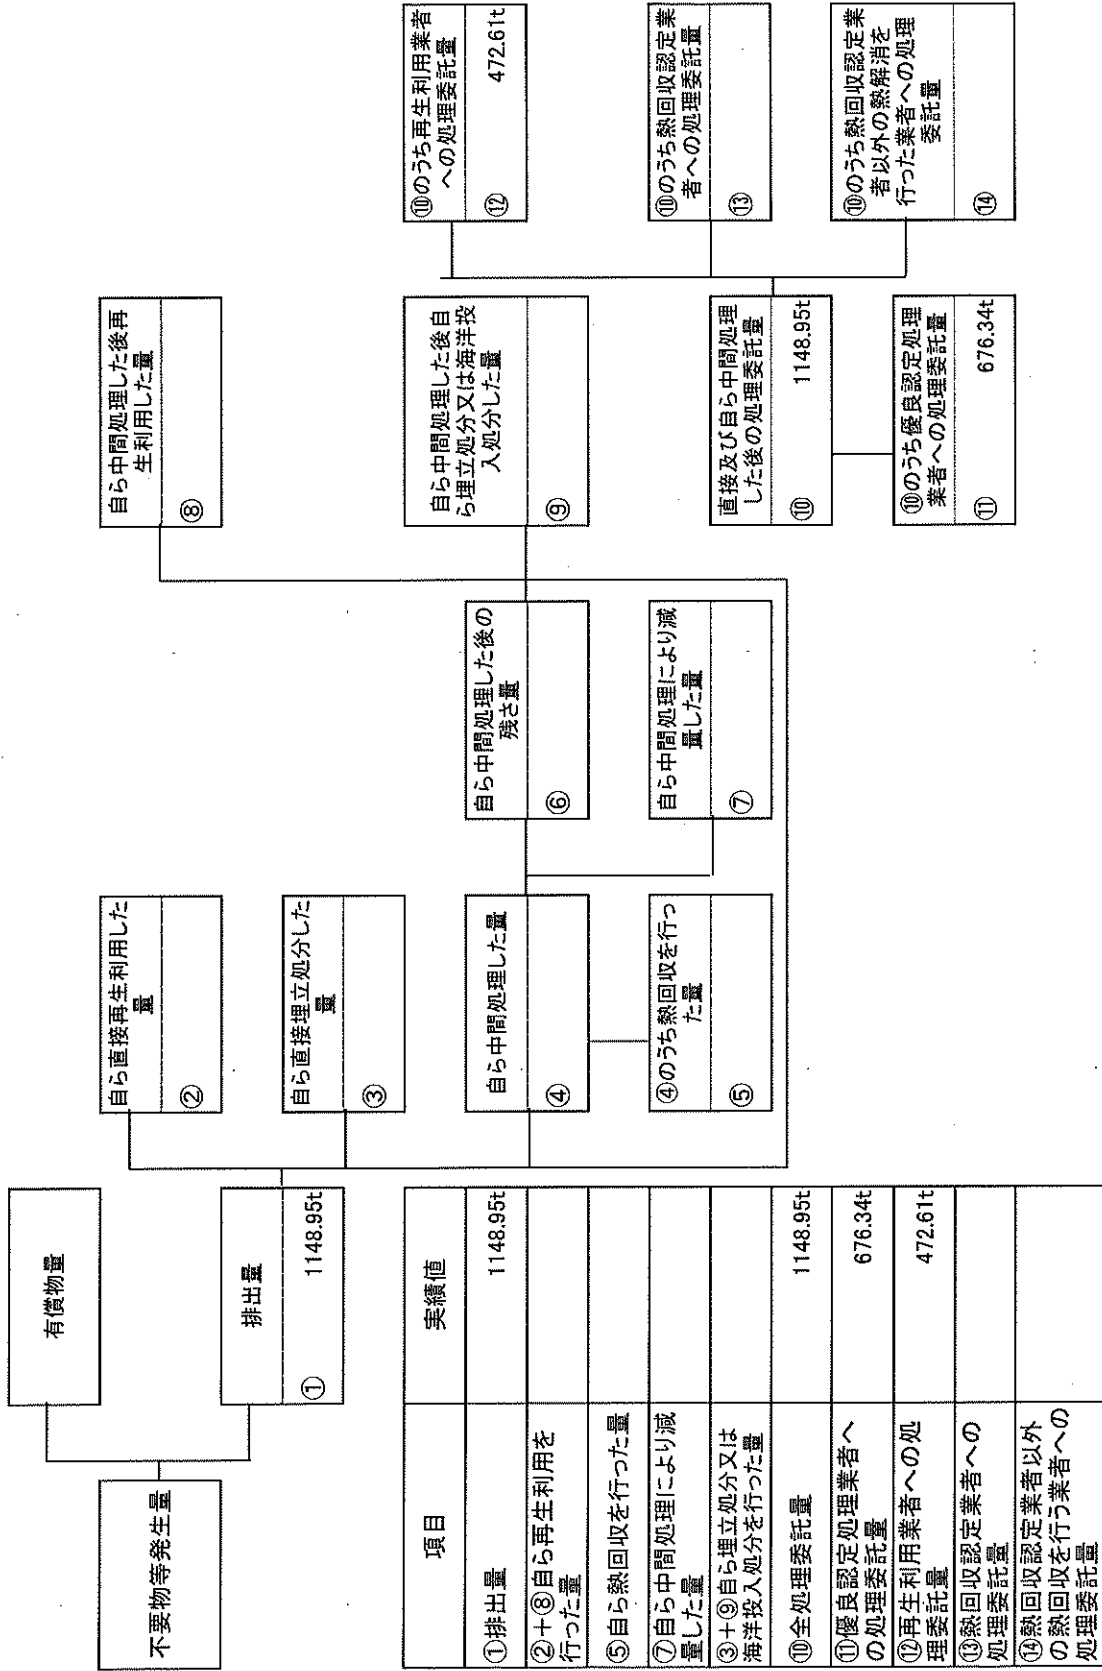 不要物等発生量
有償物量
排出量
① 1148.95t
自ら直接再生利用した
量
②
自ら直接埋立処分した
量
③
自ら中間処理した量
④
④のうち熱回収を行っ
た量
⑤
自ら中間処理した後の
残さ量
⑥
自ら中間処理により減
量した量
⑦
自ら中間処理した後再
生利用した量
⑧
自ら中間処理した後自
ら埋立処分又は海洋投
入処分した量
⑨
直接及び自ら中間処理
した後の処理委託量
⑩ 1148.95t
⑩のうち優良認定処理
業者への処理委託量
⑪ 676.34t
⑩のうち再生利用業者
への処理委託量
⑫ 472.61t
⑩のうち熱回収認定業
者への処理委託量
⑬
⑩のうち熱回収認定業
者以外の熱解消を
行った業者への処理
委託量
⑭
項目 実績値
①排出量 1148.95t
②+⑧自ら再生利用を
行った量
⑤自ら熱回収を行った量
⑦自ら中間処理により減
量した量
③+⑨自ら埋立処分又は
海洋投入処分を行った量
⑩全処理委託量 1148.95t
⑪優良認定処理業者へ
の処理委託量 676.34t
⑫再生利用業者への処
理委託量 472.61t
⑬熱回収認定業者への
処理委託量
⑭熱回収認定業者以外
の熱回収を行う業者への
処理委託量